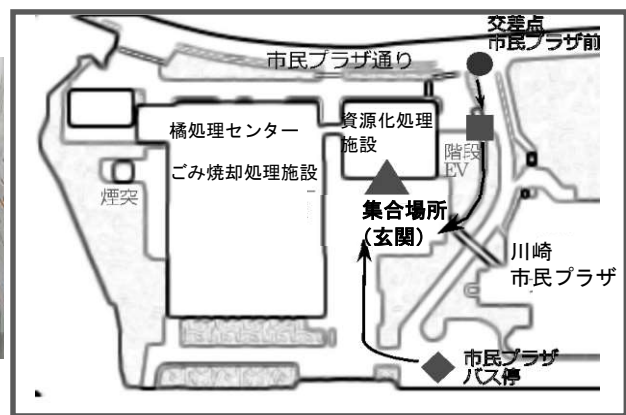 交差点
市民プラザ前
市民プラザ通り
橘処理センター
ごみ焼却処理施設
資源化処理
施設
階段
EV
煙突
集合場所
(玄関)
川崎
市民プラザ
市民プラザ
バス停